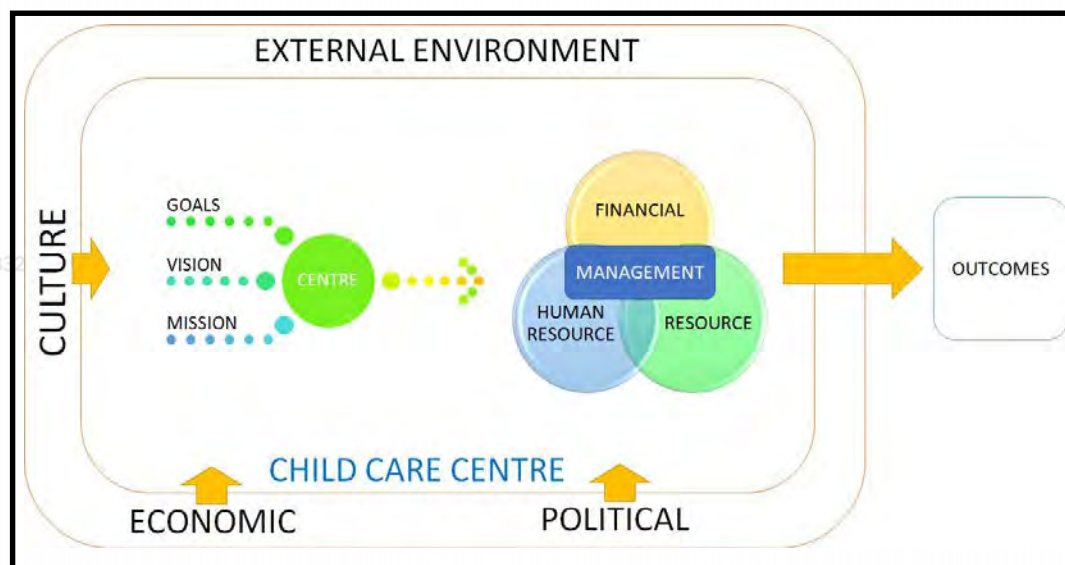 EXTERNAL ENVIRONMENT
CULTURE
GOALS
VISION
MISSION
CENTRE
FINANCIAL
MANAGEMENT
HUMAN
RESOURCE
RESOURCE
OUTCOMES
CHILD CARE CENTRE
ECONOMIC
POLITICAL